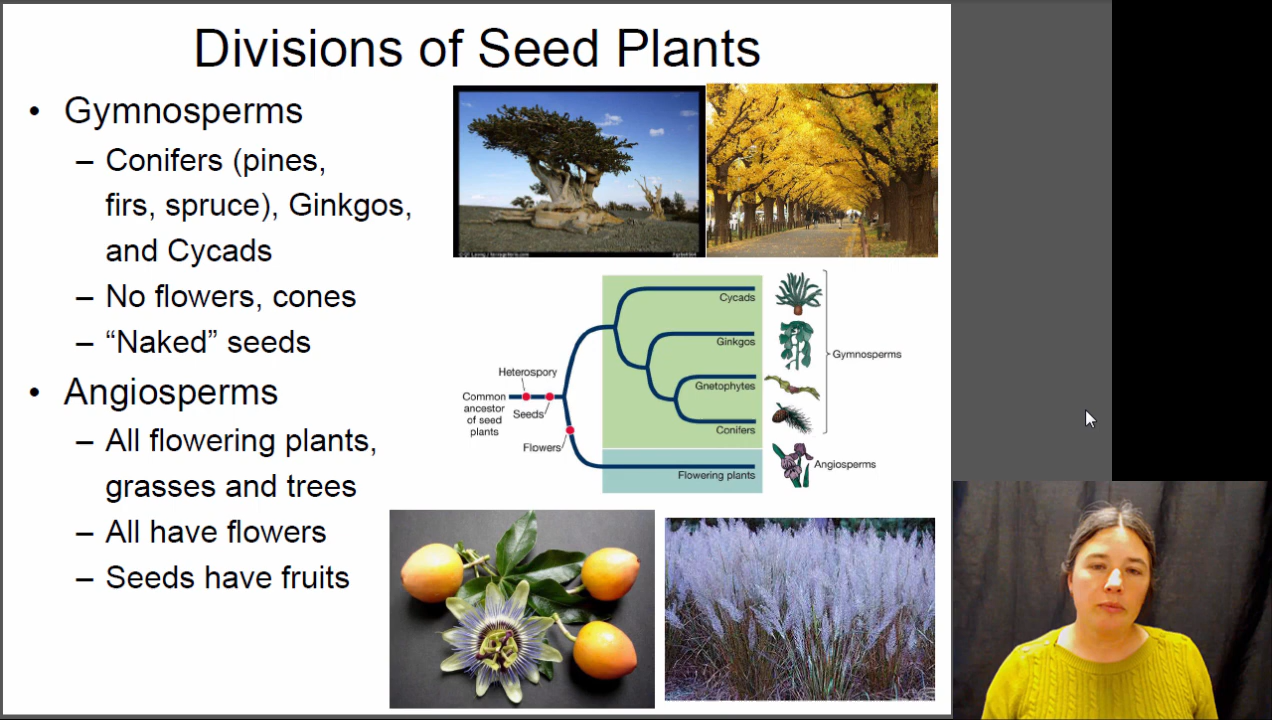 Divisions of Seed Plants
• Gymnosperms
– Conifers (pines,
firs, spruce), Ginkgos,
and Cycads
– No flowers, cones
– “Naked” seeds
• Angiosperms
– All flowering plants,
grasses and trees
– All have flowers
– Seeds have fruits
Cycads
Ginkgos
Gymnosperms
Heterospory
Gnetophytes
Common
ancestor
of seed
plants
Seeds
Conifers
Flowers
Angiosperms
Flowering plants